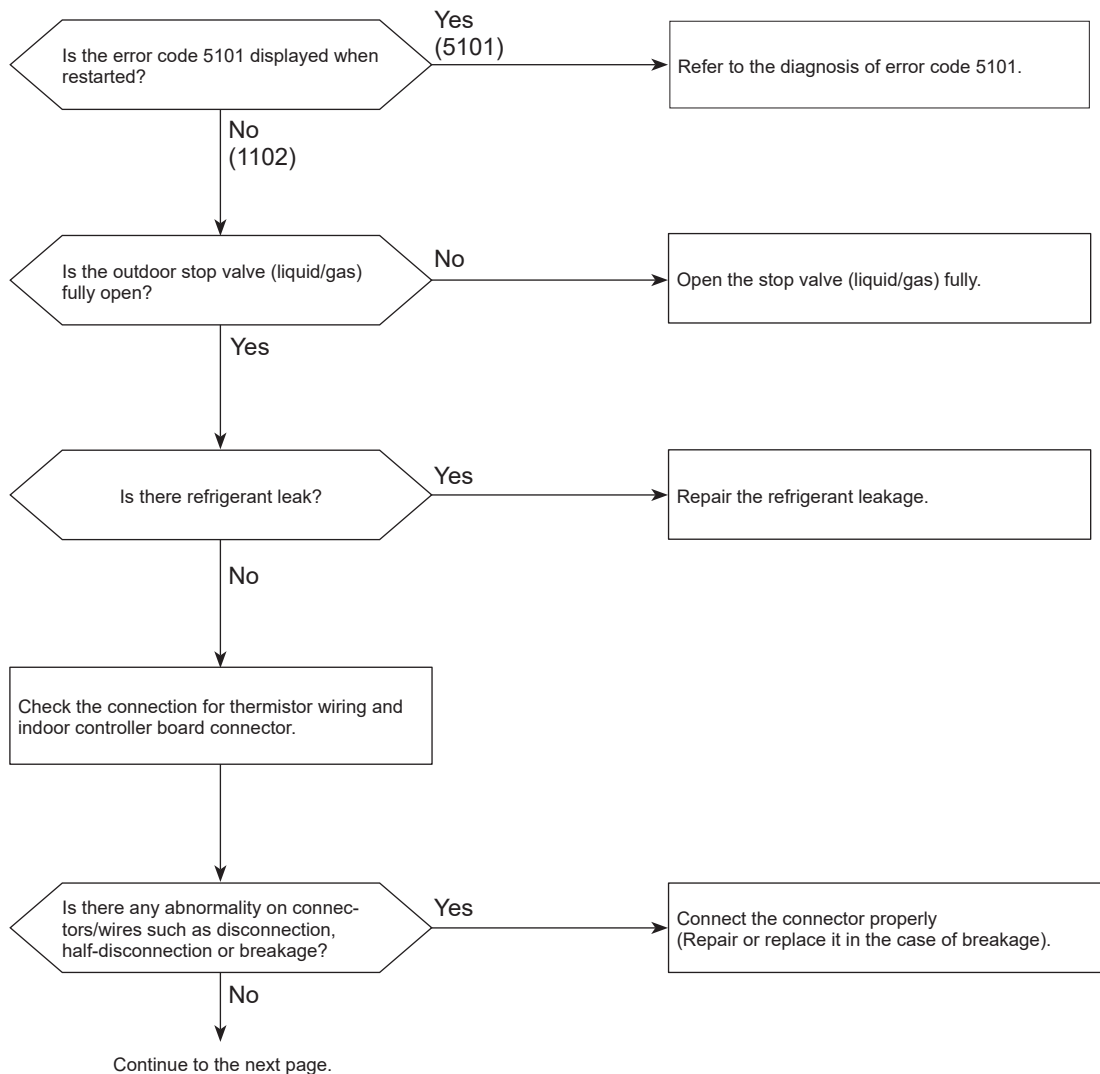 Is the error code 5101 displayed when
restarted?
Yes
(5101)
Refer to the diagnosis of error code 5101.
No
(1102)
Is the outdoor stop valve (liquid/gas)
fully open?
No
Open the stop valve (liquid/gas) fully.
Yes
Is there refrigerant leak?
Yes
Repair the refrigerant leakage.
No
Check the connection for thermistor wiring and
indoor controller board connector.
Is there any abnormality on connec-
tors/wires such as disconnection,
half-disconnection or breakage?
Yes
Connect the connector properly
(Repair or replace it in the case of breakage).
No
Continue to the next page.